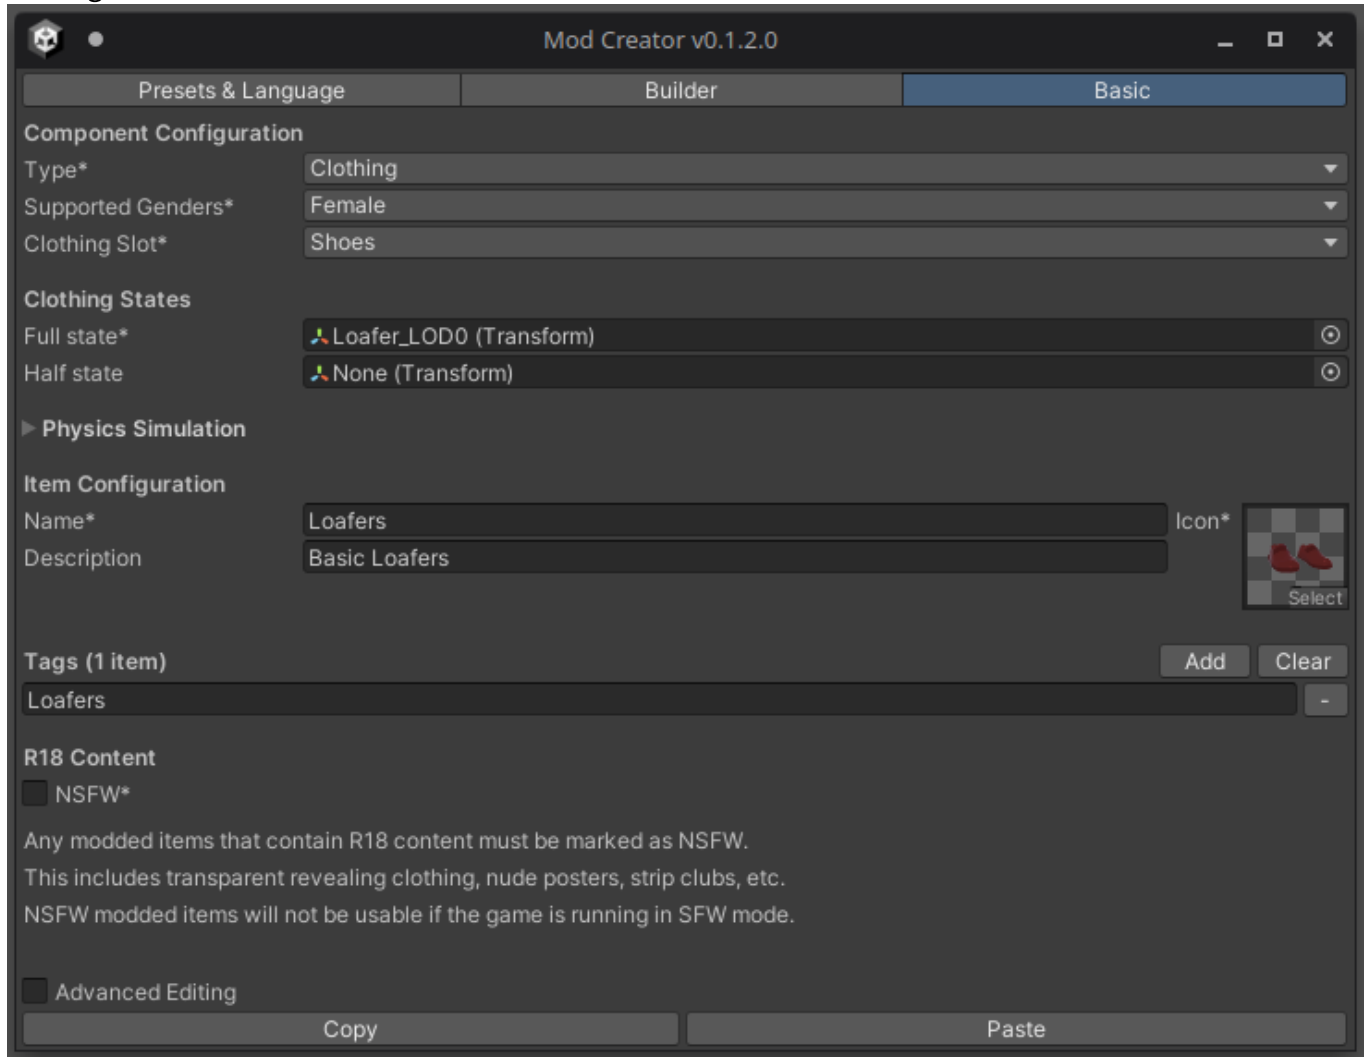 Mod Creator v0.1.2.0
Presets & Language Builder Basic
Component Configuration
Type* Clothing
Supported Genders* Female
Clothing Slot* Shoes
Clothing States
Full state* Loafer_LOD0 (Transform)
Half state None (Transform)
Physics Simulation
Item Configuration
Name* Loafers Icon*
Description Basic Loafers
Select
Tags (1 item) Add Clear
Loafers -
R18 Content
NSFW*
Any modded items that contain R18 content must be marked as NSFW.
This includes transparent revealing clothing, nude posters, strip clubs, etc.
NSFW modded items will not be usable if the game is running in SFW mode.
Advanced Editing
Copy Paste